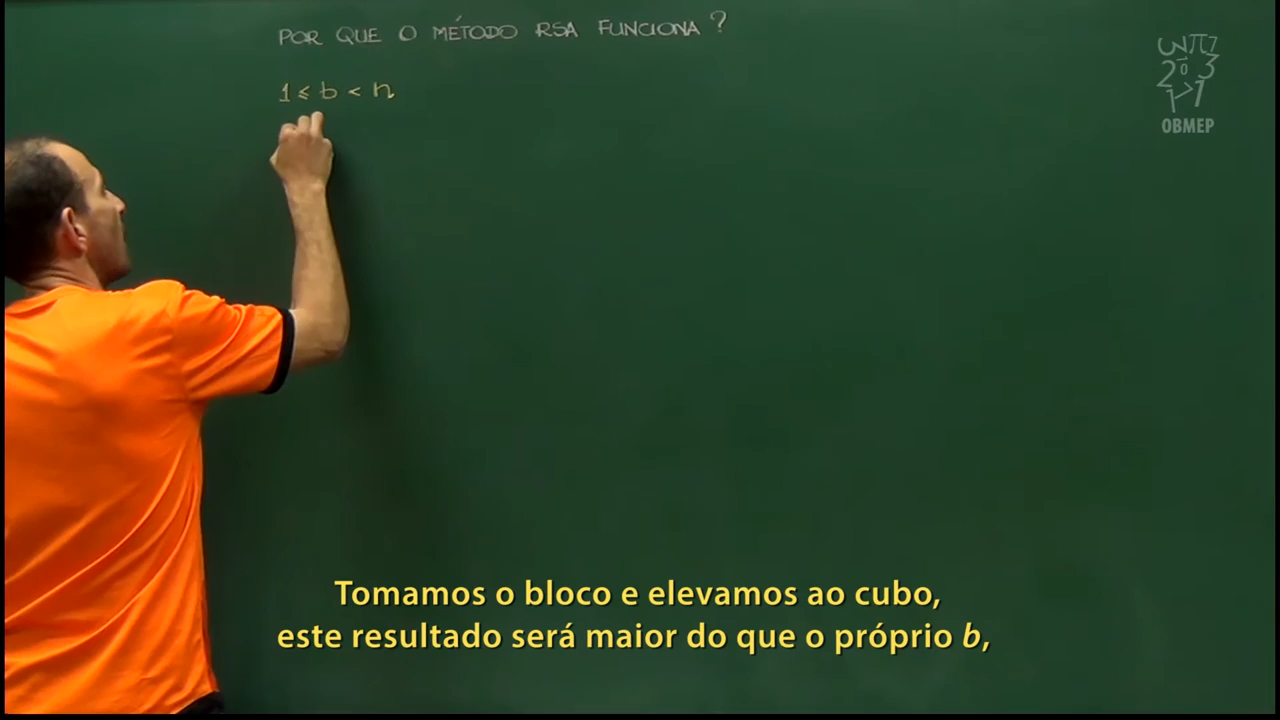 POR QUE O MÉTODO RSA FUNCIONA?
1 ≤ b < n
OBMEP
Tomamos o bloco e elevamos ao cubo,
este resultado será maior do que o próprio b,